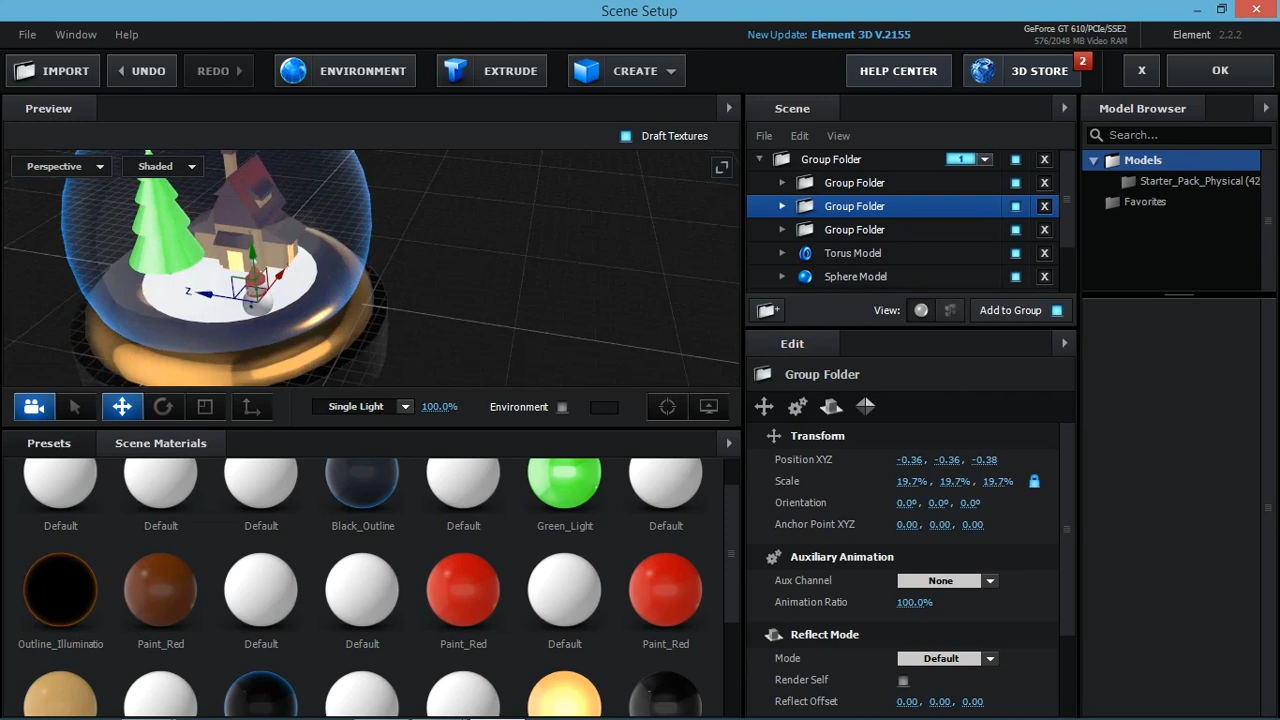 Scene Setup
File Window Help
New Update: Element 3D V.2155
GeForce GT 610/PCIe/SSE2
576/2048 MB Video RAM
Element 2.2.2
IMPORT UNDO REDO ENVIRONMENT EXTRUDE CREATE HELP CENTER 3D STORE 2 X OK
Preview
Draft Textures
Perspective Shaded
Z
Single Light 100.0% Environment
Presets Scene Materials
Default Default Default Black_Outline Default Green_Light Default
Outline_Illuminatio Paint_Red Default Default Paint_Red Default Paint_Red
Scene
File Edit View
Group Folder 1 X
Group Folder X
Group Folder X
Group Folder X
Torus Model X
Sphere Model X
View: Add to Group
Edit
Group Folder
Transform
Position XYZ -0.36, -0.36, -0.38
Scale 19.7%, 19.7%, 19.7%
Orientation 0.0º, 0.0º, 0.0º
Anchor Point XYZ 0.00, 0.00, 0.00
Auxiliary Animation
Aux Channel None
Animation Ratio 100.0%
Reflect Mode
Mode Default
Render Self
Reflect Offset 0.00, 0.00, 0.00
Model Browser
Search...
Models
Starter_Pack_Physical (42
Favorites